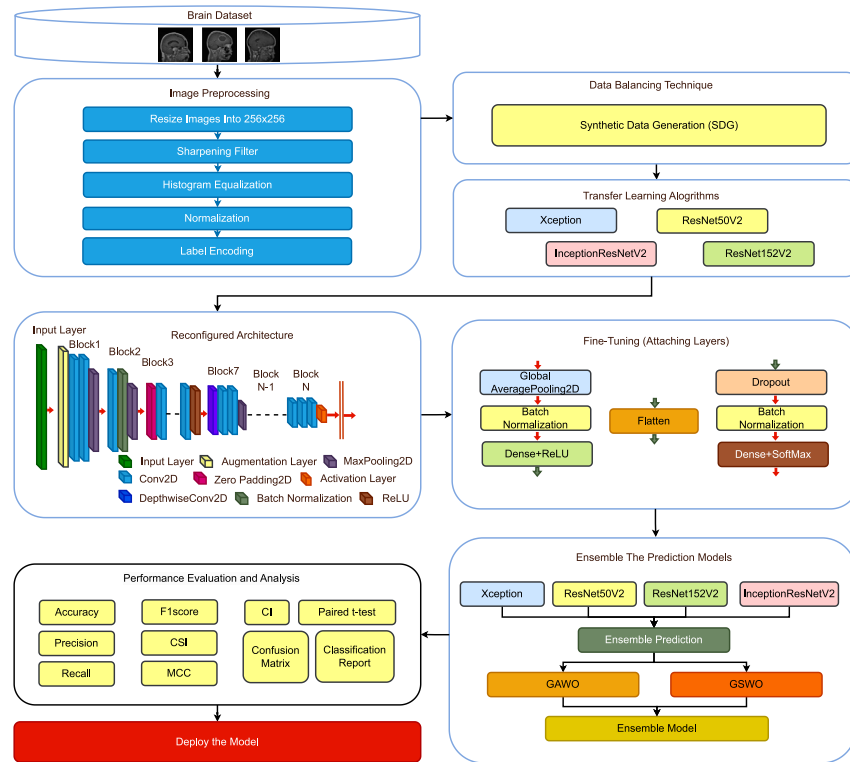 Brain Dataset
Image Preprocessing
Resize Images Into 256x256
Sharpening Filter
Histogram Equalization
Normalization
Label Encoding
Data Balancing Technique
Synthetic Data Generation (SDG)
Transfer Learning Alogrithms
Xception
ResNet50V2
InceptionResNetV2
ResNet152V2
Reconfigured Architecture
Input Layer
Block1
Block2
Block3
Block7
Block
N-1
Block
N
Input Layer
Augmentation Layer
MaxPooling2D
Conv2D
Zero Padding2D
Activation Layer
DepthwiseConv2D
Batch Normalization
ReLU
Fine-Tuning (Attaching Layers)
Global
AveragePooling2D
Batch
Normalization
Dense+ReLU
Flatten
Dropout
Batch
Normalization
Dense+SoftMax
Ensemble The Prediction Models
Xception
ResNet50V2
ResNet152V2
InceptionResNetV2
Ensemble Prediction
GAWO
GSWO
Ensemble Model
Performance Evaluation and Analysis
Accuracy
F1score
CI
Paired t-test
Precision
CSI
Confusion
Matrix
Classification
Report
Recall
MCC
Deploy the Model